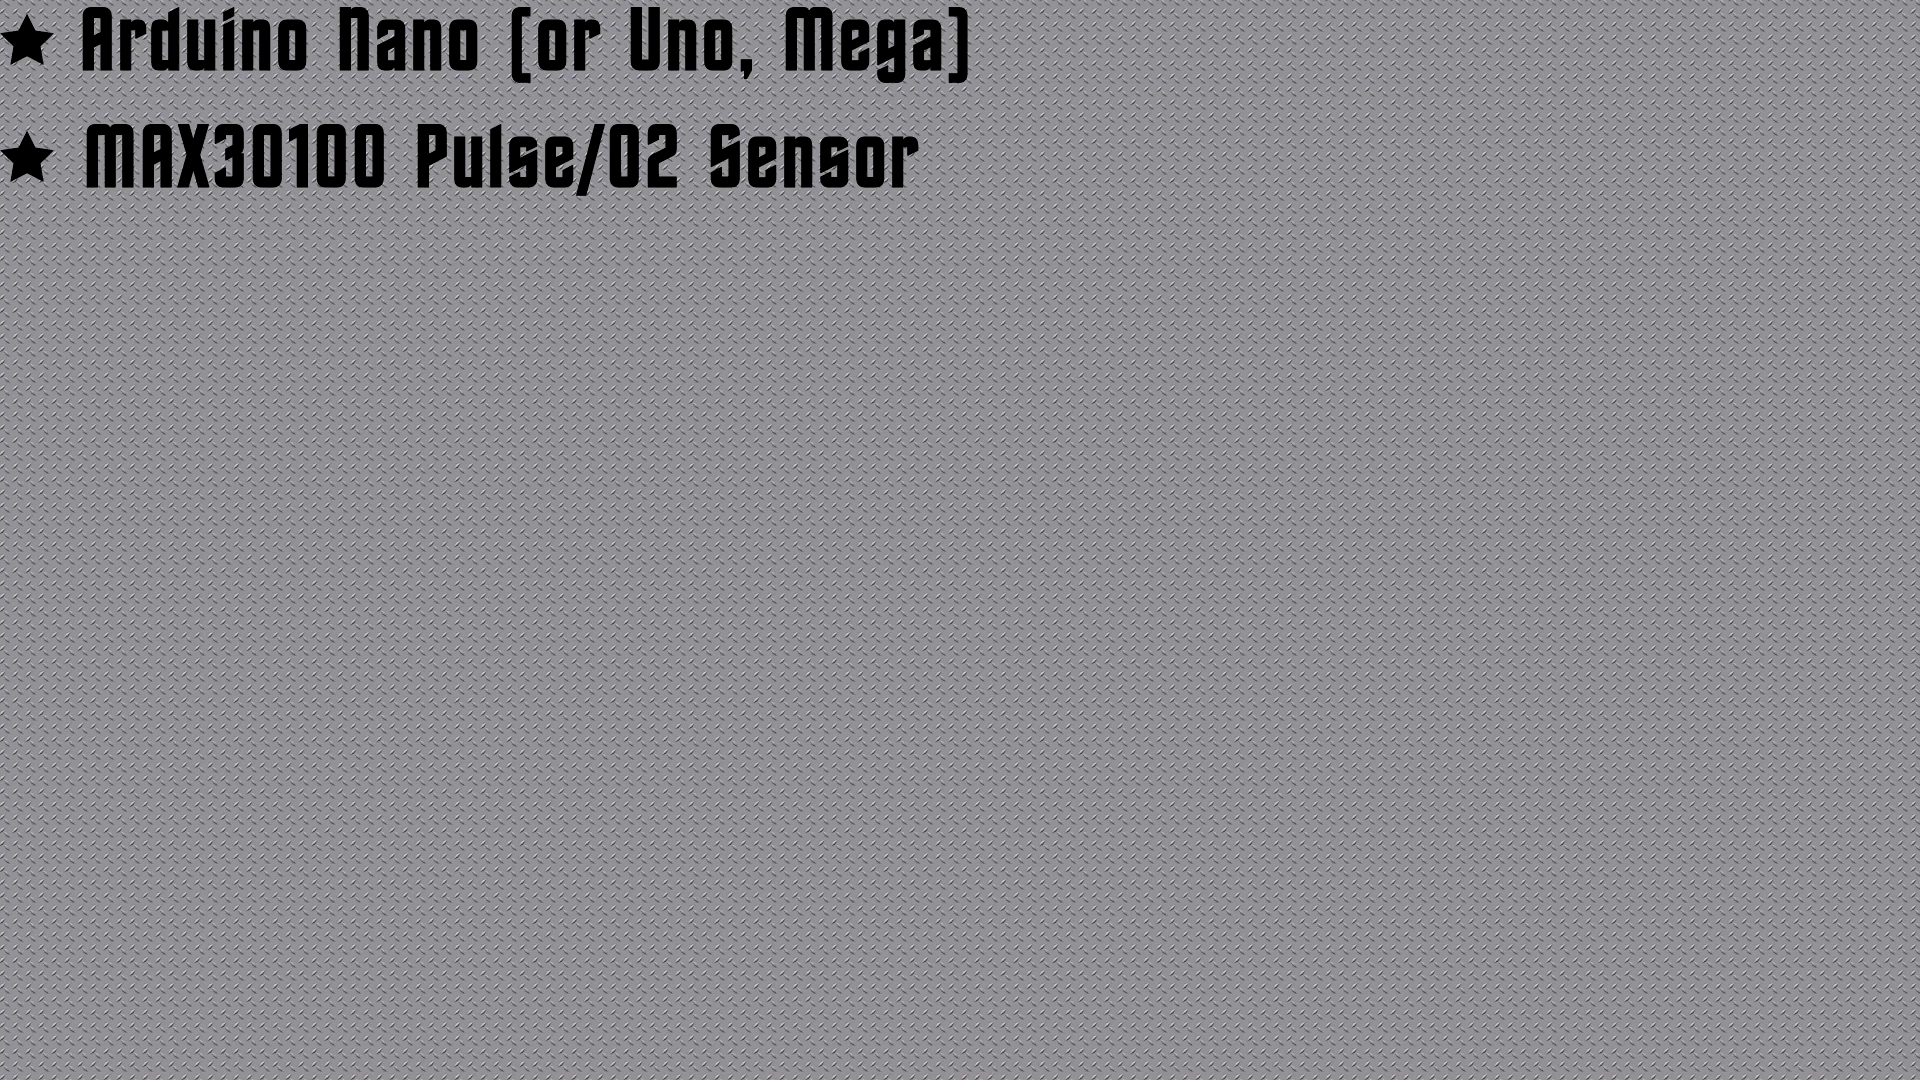 ★ Arduino Nano (or Uno, Mega)
★ MAX30100 Pulse/O2 Sensor